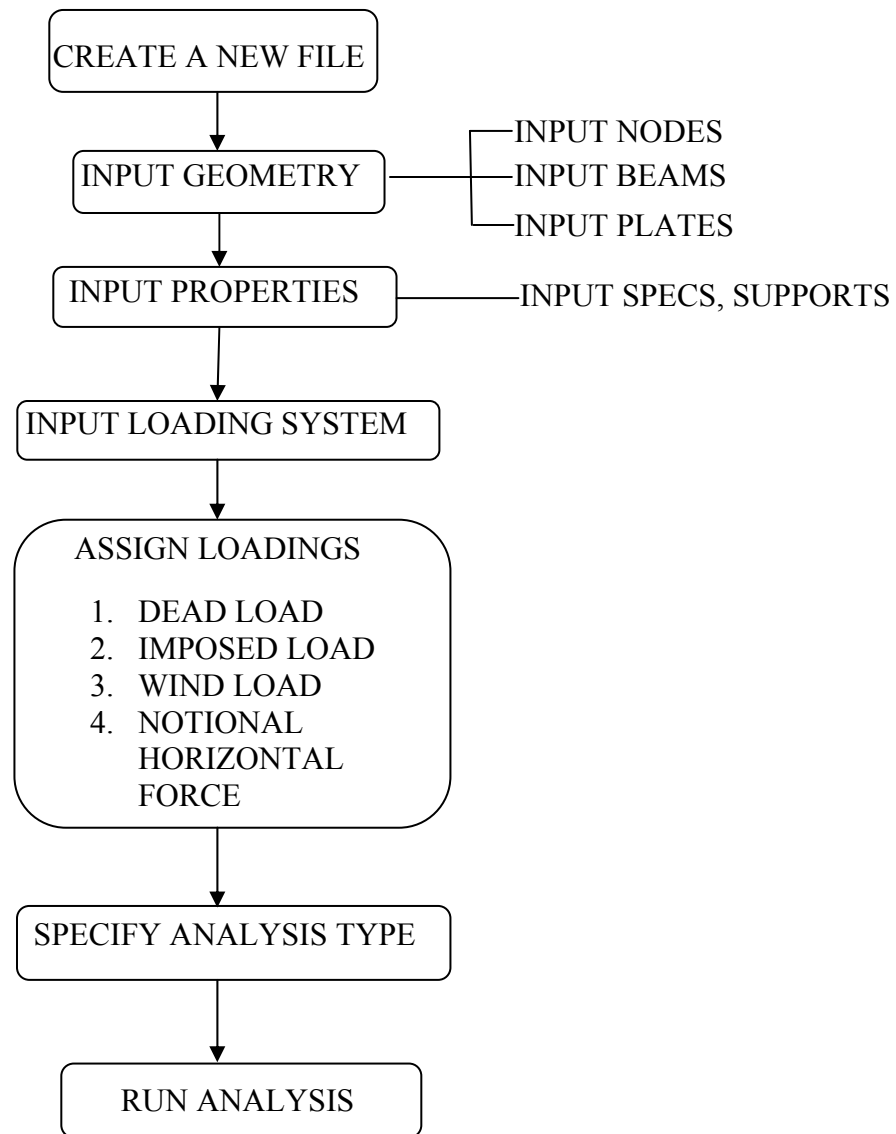 CREATE A NEW FILE
INPUT GEOMETRY
INPUT NODES
INPUT BEAMS
INPUT PLATES
INPUT PROPERTIES
INPUT SPECS, SUPPORTS
INPUT LOADING SYSTEM
ASSIGN LOADINGS
1. DEAD LOAD
2. IMPOSED LOAD
3. WIND LOAD
4. NOTIONAL
HORIZONTAL
FORCE
SPECIFY ANALYSIS TYPE
RUN ANALYSIS